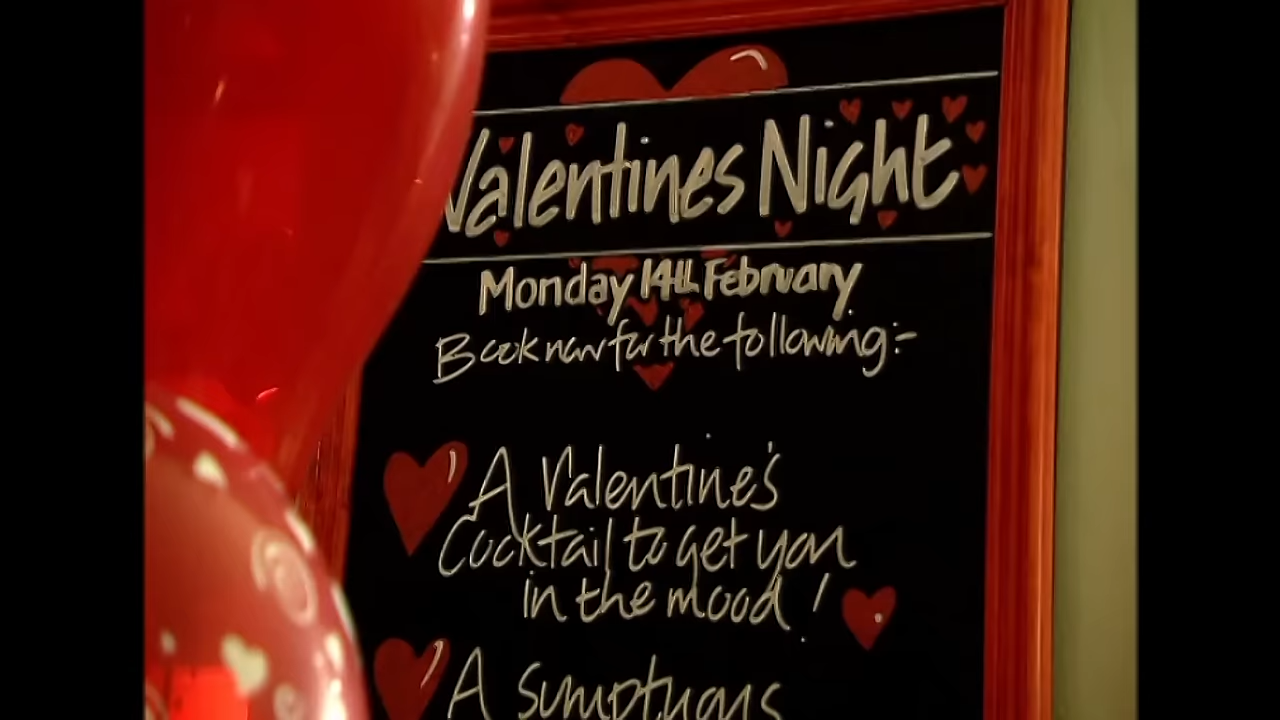 Valentines Night
Monday 14th February
Book now for the following:-
A Valentine's
Cocktail to get you
in the mood!
A sumptuous